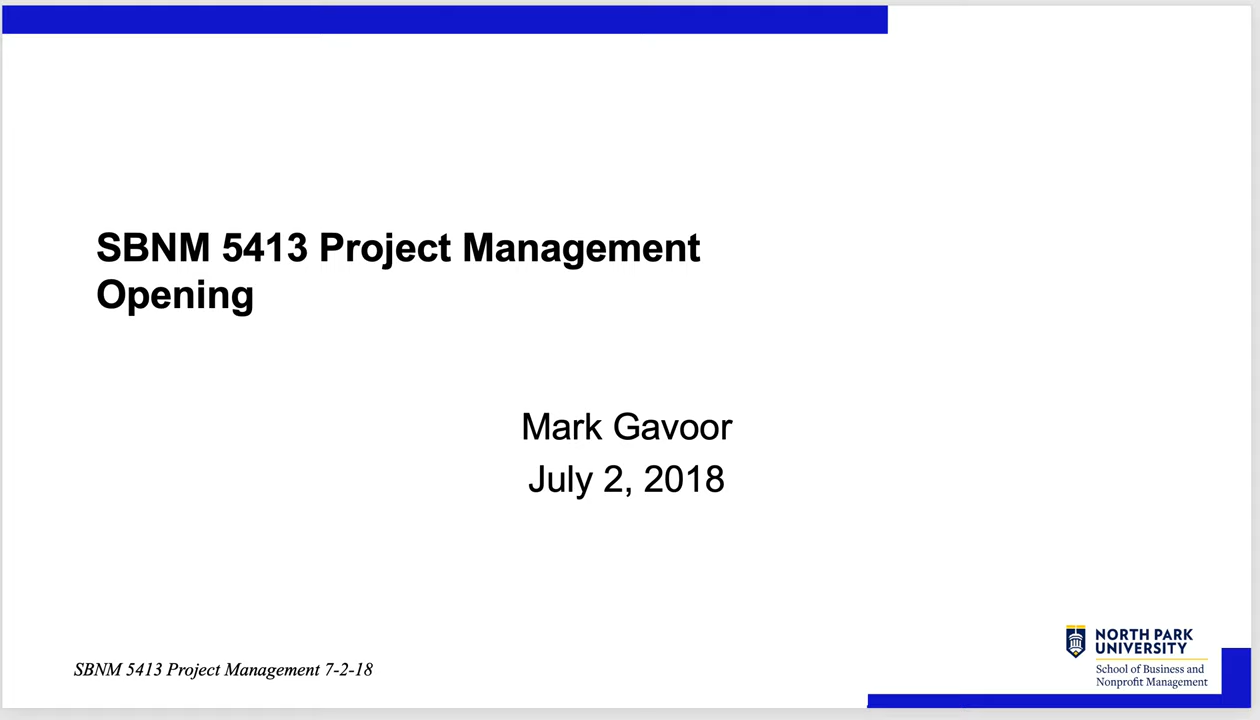 SBNM 5413 Project Management
Opening
Mark Gavoor
July 2, 2018
SBNM 5413 Project Management 7-2-18
NORTH PARK
UNIVERSITY
School of Business and
Nonprofit Management